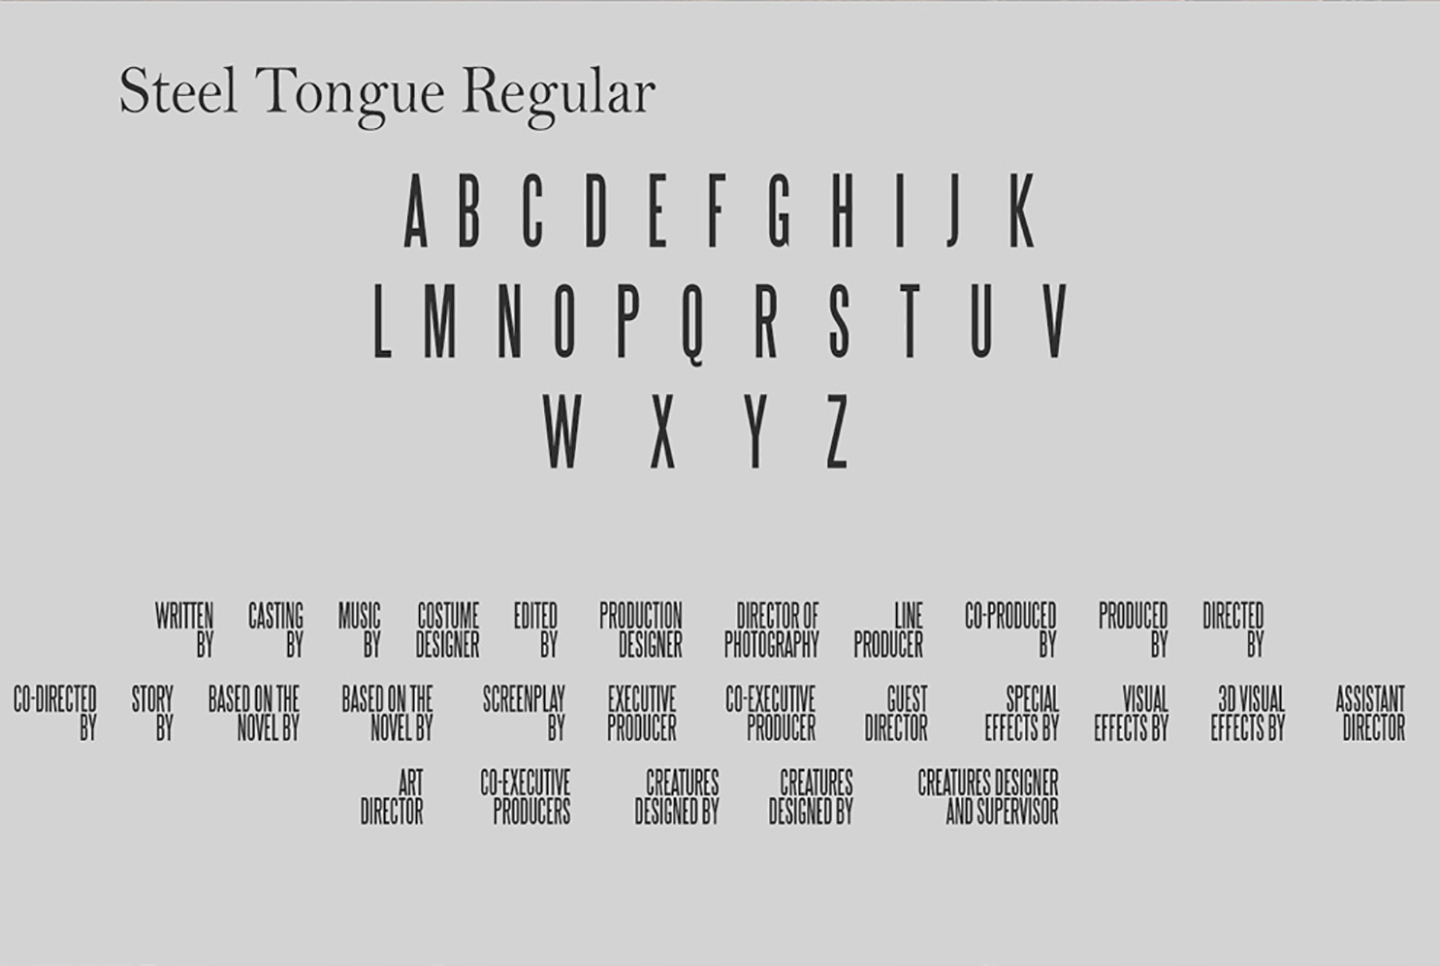 Steel Tongue Regular
A B C D E F G H I J K
L M N O P Q R S T U V
W X Y Z
WRITTEN BY CASTING BY MUSIC BY COSTUME DESIGNER EDITED BY PRODUCTION DESIGNER DIRECTOR OF PHOTOGRAPHY LINE PRODUCER CO-PRODUCED BY PRODUCED BY DIRECTED BY
CO-DIRECTED BY STORY BY BASED ON THE NOVEL BY BASED ON THE NOVEL BY SCREENPLAY BY EXECUTIVE PRODUCER CO-EXECUTIVE PRODUCER GUEST DIRECTOR SPECIAL EFFECTS BY VISUAL EFFECTS BY 3D VISUAL EFFECTS BY ASSISTANT DIRECTOR
ART DIRECTOR CO-EXECUTIVE PRODUCERS CREATURES DESIGNED BY CREATURES DESIGNED BY CREATURES DESIGNER AND SUPERVISOR